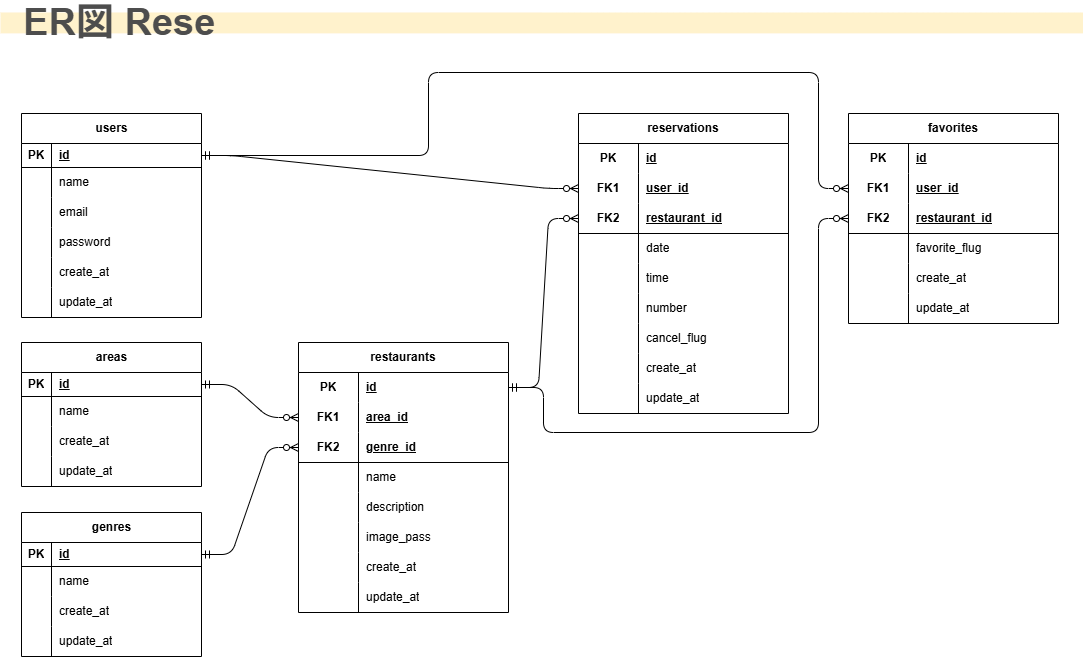 ER図 Rese
users
PK id
name
email
password
create_at
update_at
areas
PK id
name
create_at
update_at
genres
PK id
name
create_at
update_at
restaurants
PK id
FK1 area_id
FK2 genre_id
name
description
image_pass
create_at
update_at
reservations
PK id
FK1 user_id
FK2 restaurant_id
date
time
number
cancel_flug
create_at
update_at
favorites
PK id
FK1 user_id
FK2 restaurant_id
favorite_flug
create_at
update_at